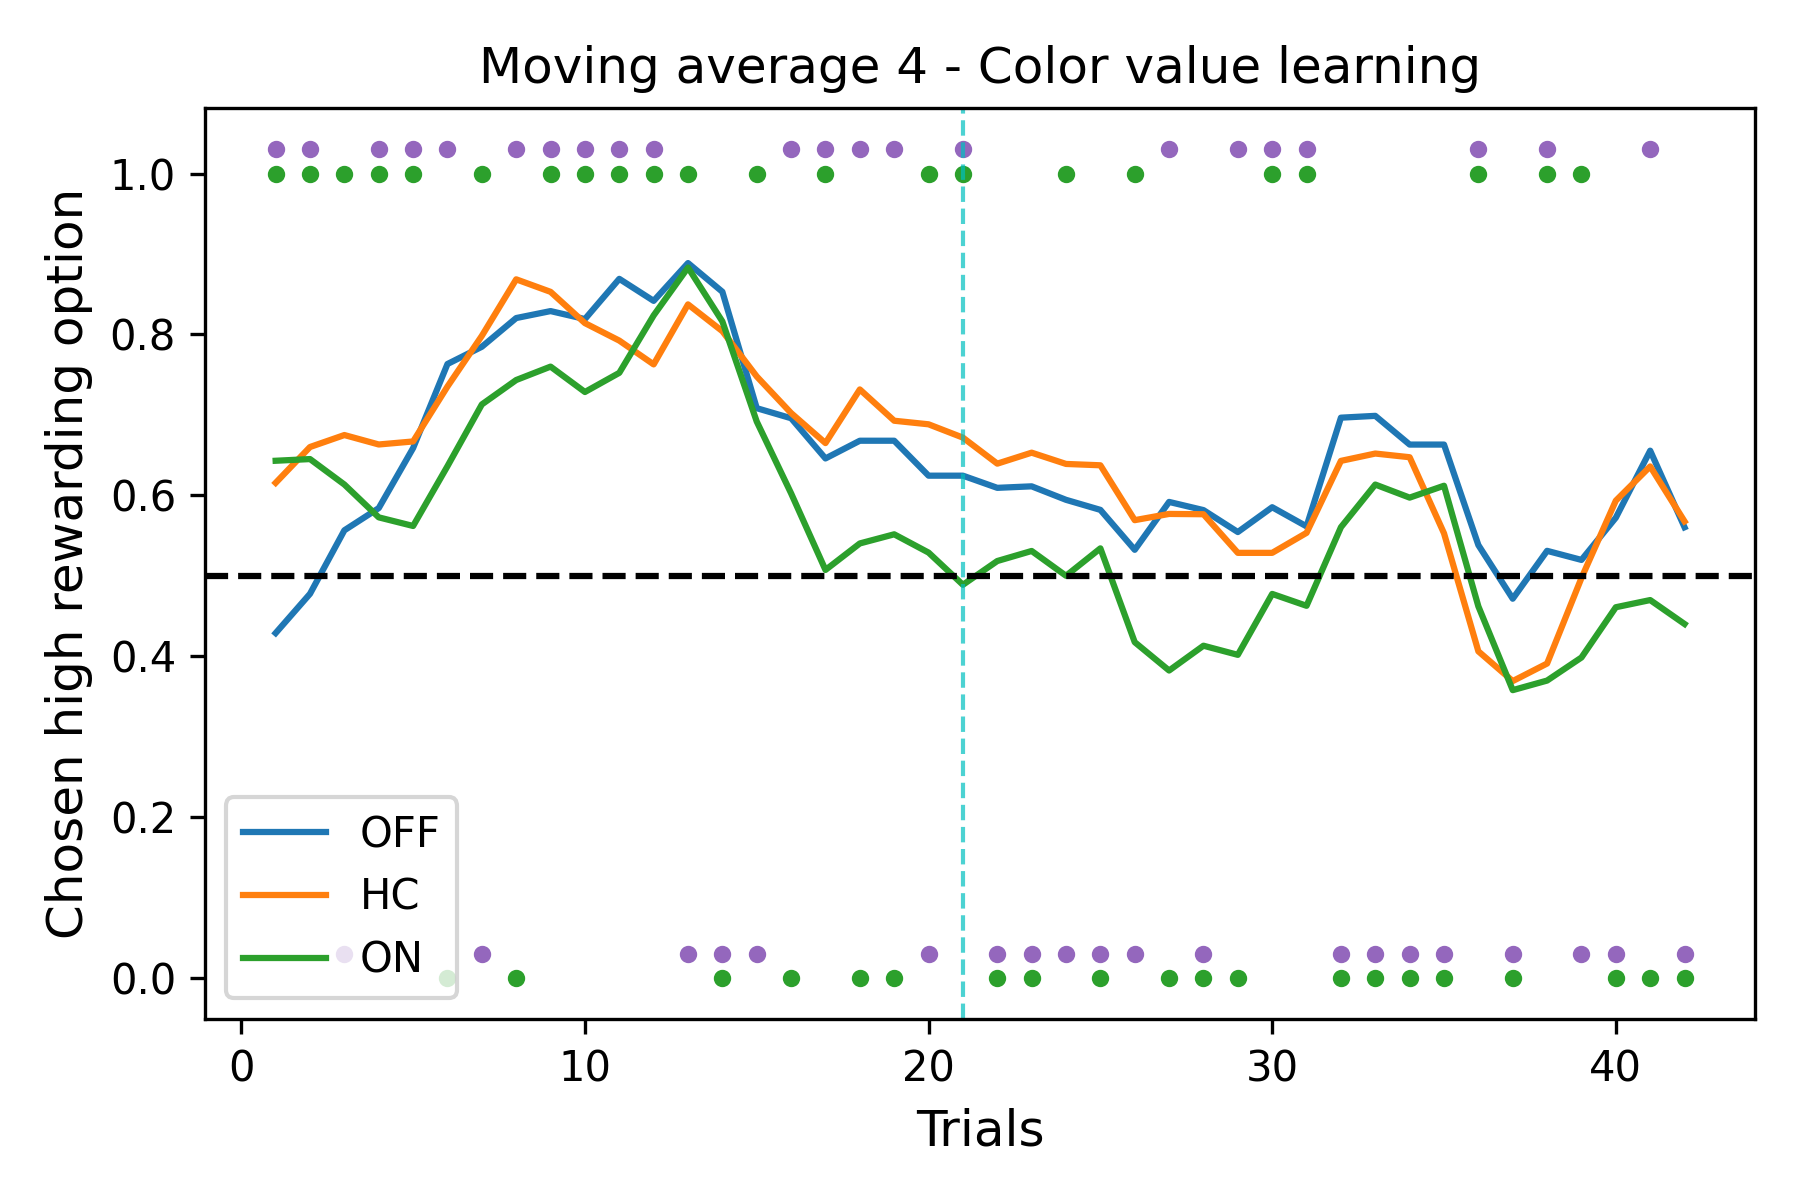 Moving average 4 - Color value learning
Chosen high rewarding option
1.0
0.8
0.6
0.4
0.2
0.0
OFF
HC
ON
0 10 20 30 40
Trials